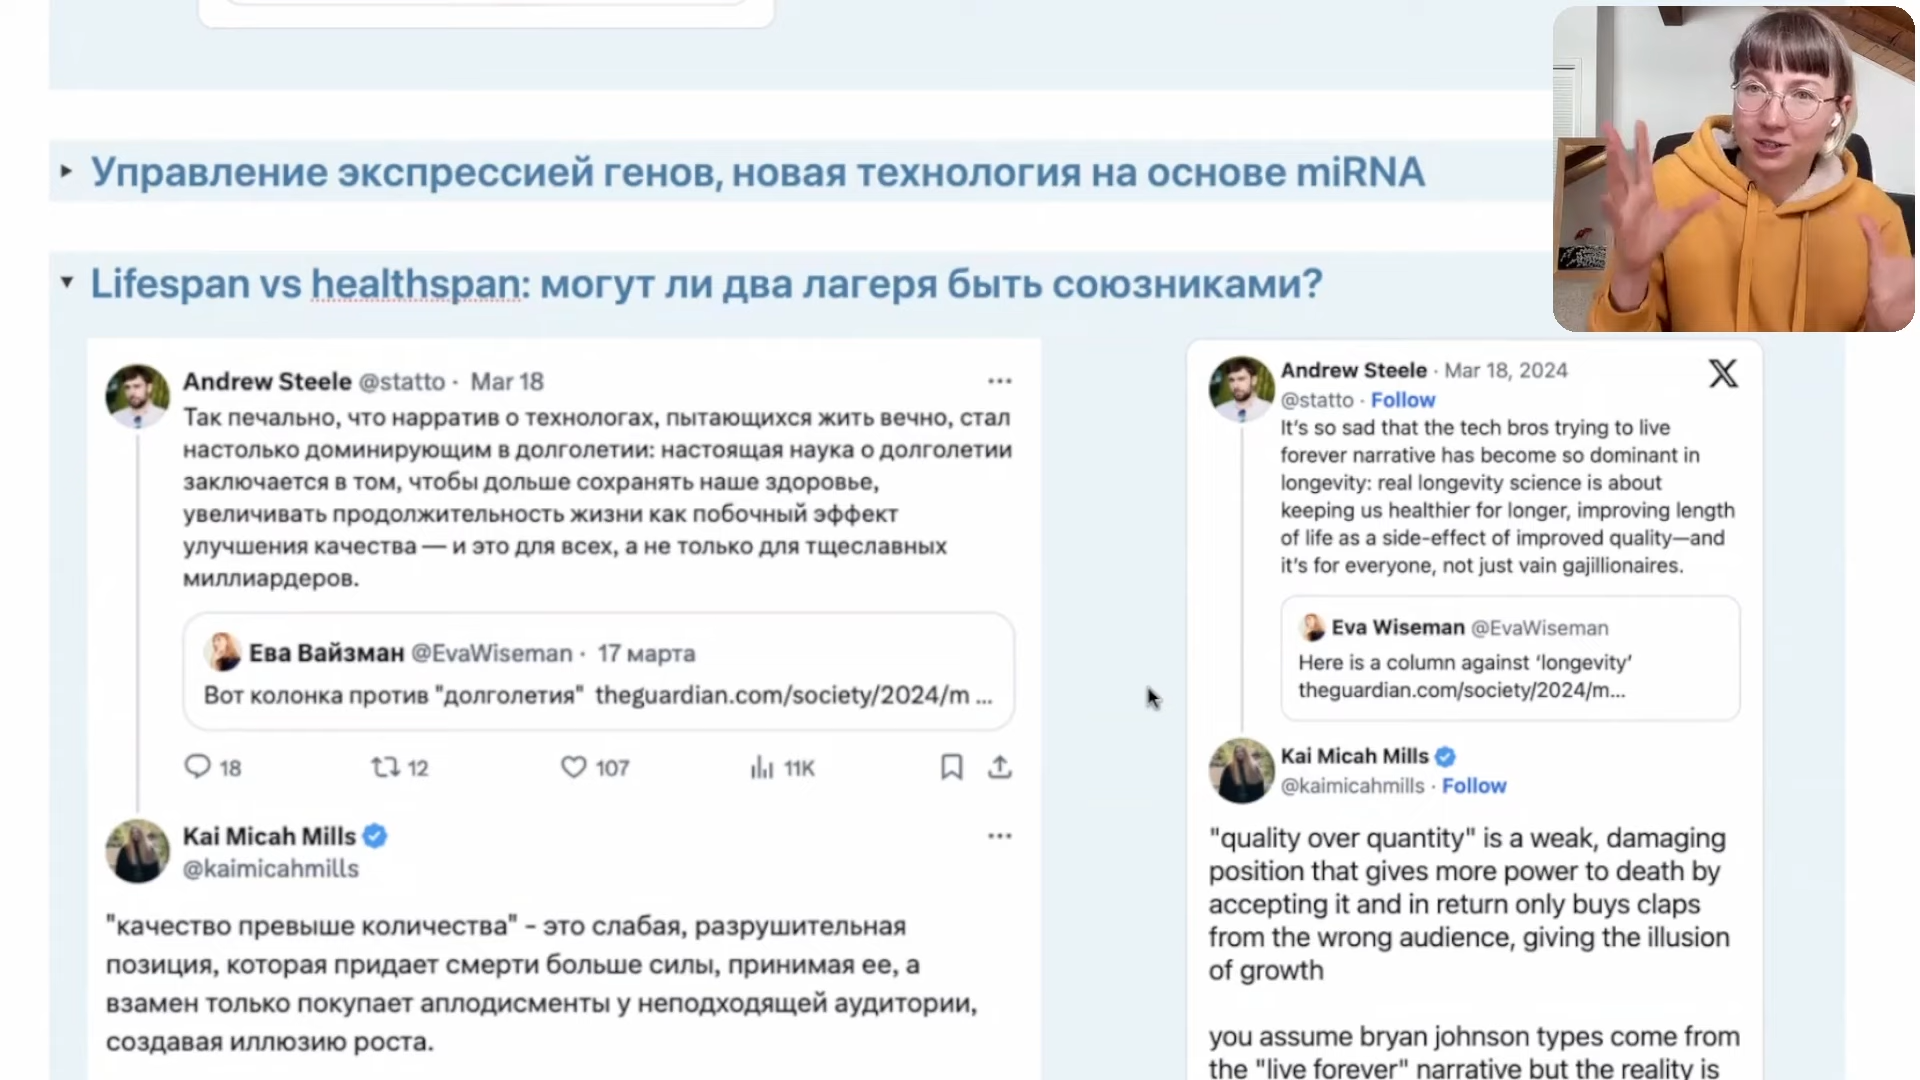 Управление экспрессией генов, новая технология на основе miRNA
Lifespan vs healthspan: могут ли два лагеря быть союзниками?
Andrew Steele @statto · Mar 18
Так печально, что нарратив о технологах, пытающихся жить вечно, стал
настолько доминирующим в долголетии: настоящая наука о долголетии
заключается в том, чтобы дольше сохранять наше здоровье,
увеличивать продолжительность жизни как побочный эффект
улучшения качества — и это для всех, а не только для тщеславных
миллиардеров.
Ева Вайзман @EvaWiseman · 17 марта
Вот колонка против "долголетия" theguardian.com/society/2024/m ...
18 12 107 11K
Kai Micah Mills
@kaimicahmills
"качество превыше количества" - это слабая, разрушительная
позиция, которая придает смерти больше силы, принимая ее, а
взамен только покупает аплодисменты у неподходящей аудитории,
создавая иллюзию роста.
Andrew Steele · Mar 18, 2024
@statto · Follow
It's so sad that the tech bros trying to live
forever narrative has become so dominant in
longevity: real longevity science is about
keeping us healthier for longer, improving length
of life as a side-effect of improved quality—and
it's for everyone, not just vain gajillionaires.
Eva Wiseman @EvaWiseman
Here is a column against ‘longevity’
theguardian.com/society/2024/m...
Kai Micah Mills
@kaimicahmills · Follow
"quality over quantity" is a weak, damaging
position that gives more power to death by
accepting it and in return only buys claps
from the wrong audience, giving the illusion
of growth
you assume bryan johnson types come from
the "live forever" narrative but the reality is